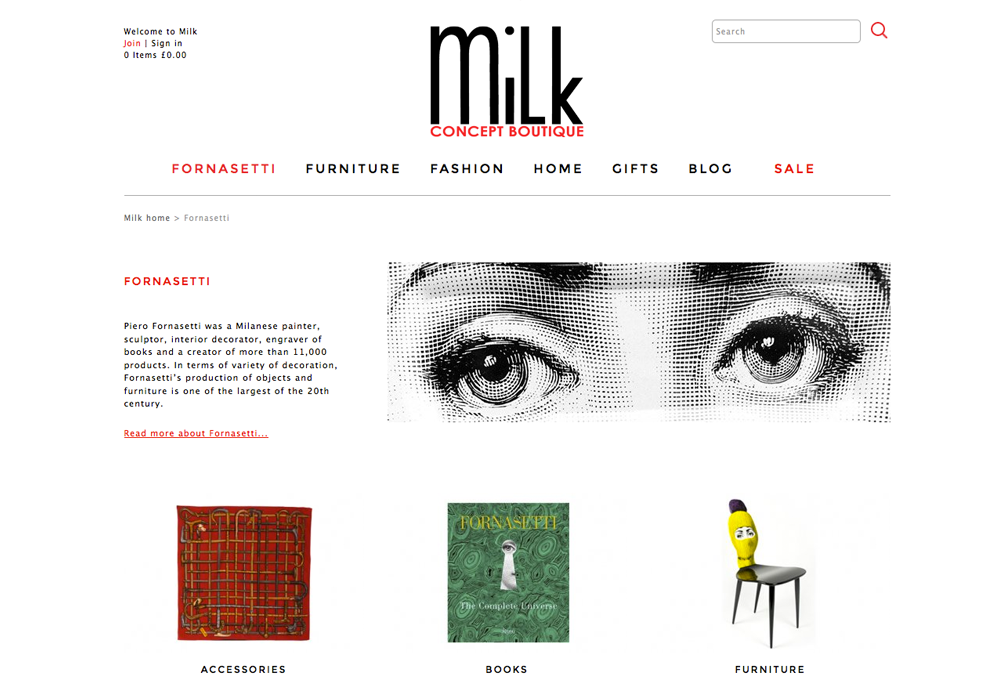 Welcome to Milk
Join | Sign in
0 Items £0.00
Search
milk
CONCEPT BOUTIQUE
FORNASETTI FURNITURE FASHION HOME GIFTS BLOG SALE
Milk home > Fornasetti
FORNASETTI
Piero Fornasetti was a Milanese painter,
sculptor, interior decorator, engraver of
books and a creator of more than 11,000
products. In terms of variety of decoration,
Fornasetti's production of objects and
furniture is one of the largest of the 20th
century.
Read more about Fornasetti...
FORNASETTI
The Complete Universe
ACCESSORIES
BOOKS
FURNITURE